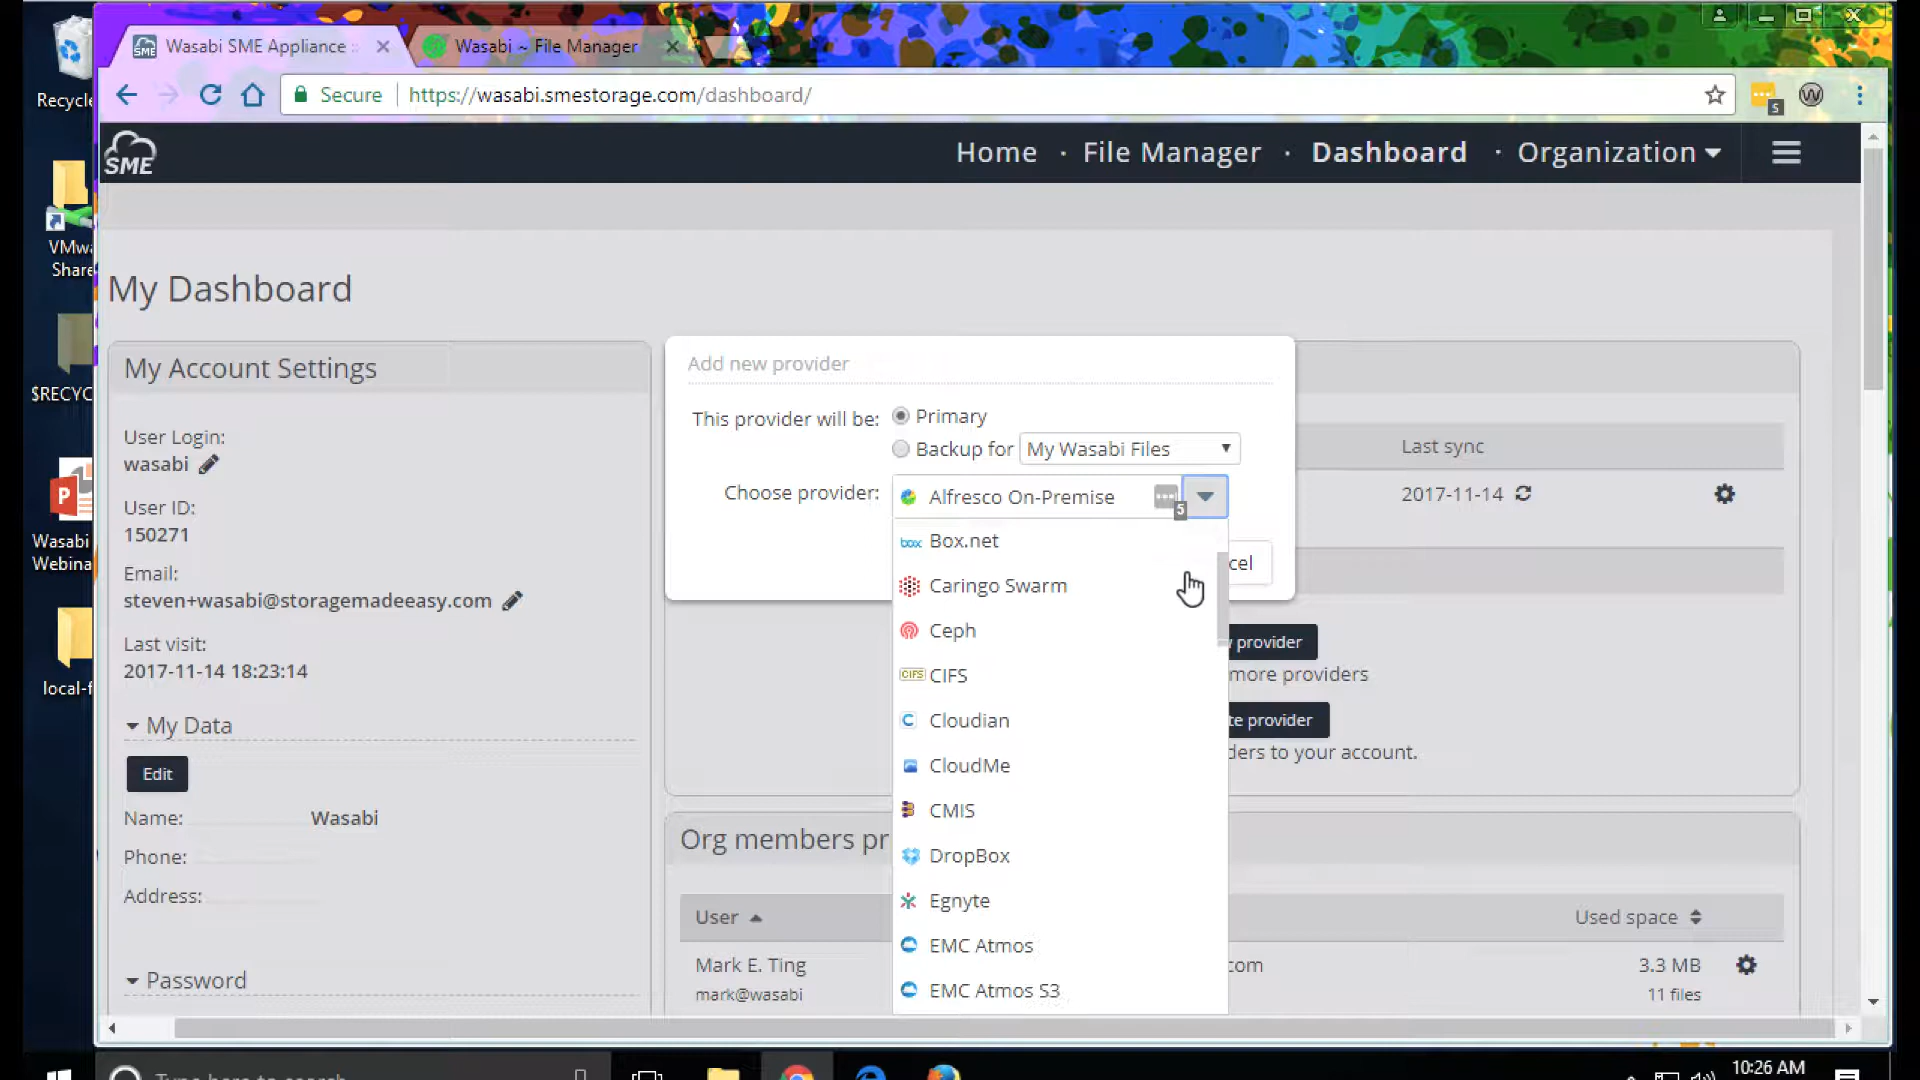 Wasabi SME Appliance :
Wasabi ~ File Manager
Secure https://wasabi.smestorage.com/dashboard/
5
SME
Home · File Manager · Dashboard · Organization
My Dashboard
My Account Settings
User Login:
wasabi
User ID:
150271
Email:
steven+wasabi@storagemadeeasy.com
Last visit:
2017-11-14 18:23:14
My Data
Edit
Name: Wasabi
Phone:
Address:
Password
Add new provider
This provider will be: Primary
Backup for My Wasabi Files
Choose provider: Alfresco On-Premise
5
box Box.net
Caringo Swarm
Ceph
CIFS CIFS
Cloudian
CloudMe
CMIS
DropBox
Egnyte
EMC Atmos
EMC Atmos S3
cel
Last sync
2017-11-14
provider
more providers
te provider
ders to your account.
Org members pr
User Used space
Mark E. Ting com 3.3 MB
mark@wasabi 11 files
Recycle
VMwa
Share
$RECYC
Wasabi
Webina
local-f
10:26 AM